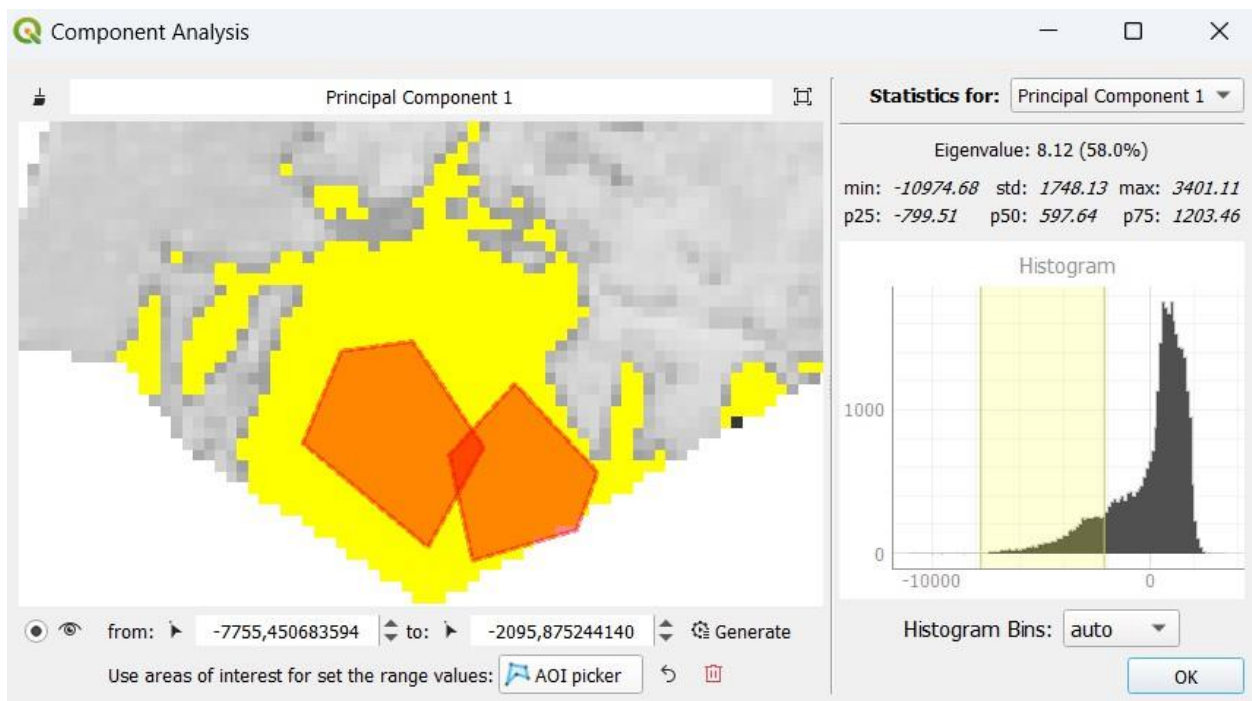 Component Analysis
Principal Component 1
Statistics for: Principal Component 1
Eigenvalue: 8.12 (58.0%)
min: -10974.68 std: 1748.13 max: 3401.11
p25: -799.51 p50: 597.64 p75: 1203.46
Histogram
1000
0
-10000 0
from: -7755,450683594 to: -2095,875244140 Generate
Histogram Bins: auto
Use areas of interest for set the range values: AOI picker
OK